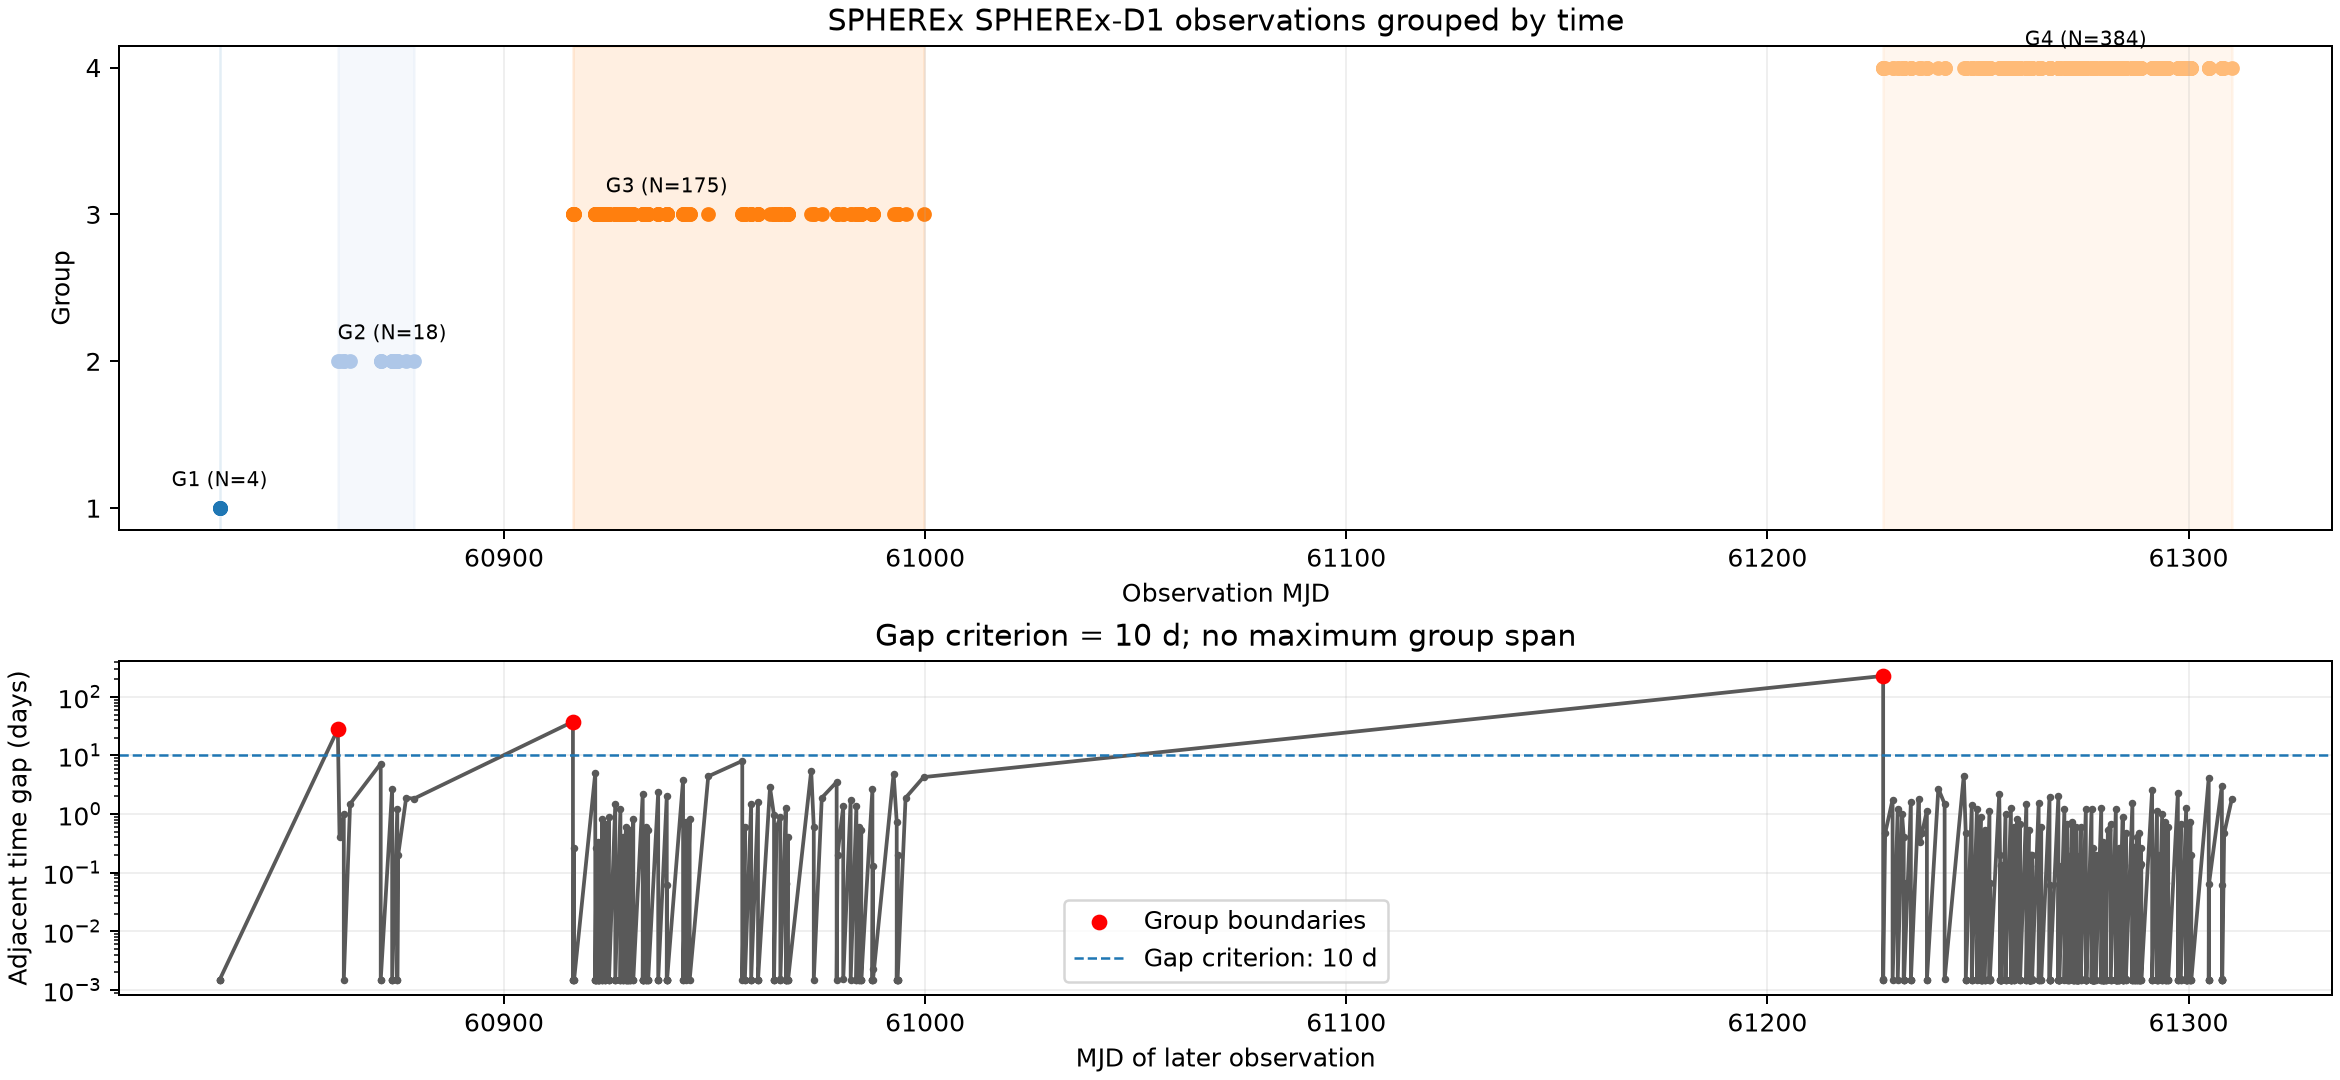 SPHEREx SPHEREx-D1 observations grouped by time
G4 (N=384)
4
G3 (N=175)
3
Group
G2 (N=18)
2
G1 (N=4)
1
60900 61000 61100 61200 61300
Observation MJD
Gap criterion = 10 d; no maximum group span
Adjacent time gap (days)
10²
10¹
10⁰
10⁻¹
10⁻²
10⁻³
Group boundaries
Gap criterion: 10 d
60900 61000 61100 61200 61300
MJD of later observation